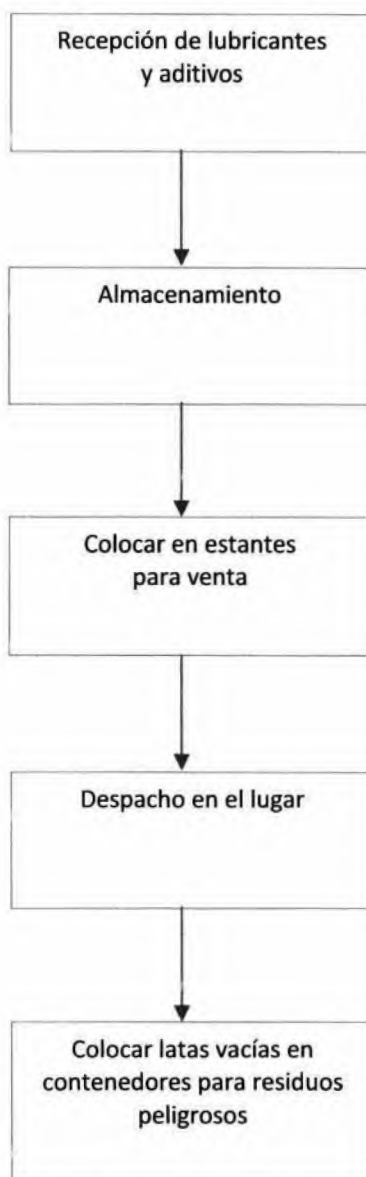 Recepción de lubricantes
y aditivos
Almacenamiento
Colocar en estantes
para venta
Despacho en el lugar
Colocar latas vacías en
contenedores para residuos
peligrosos